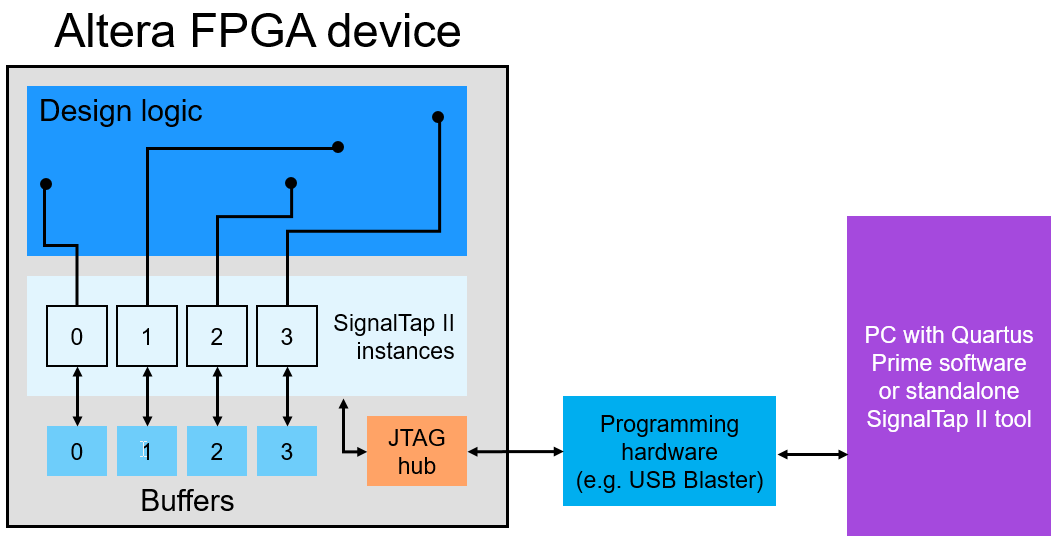 Altera FPGA device
Design logic
0 1 2 3
SignalTap II
instances
0 1 2 3
Buffers
JTAG
hub
Programming
hardware
(e.g. USB Blaster)
PC with Quartus
Prime software
or standalone
SignalTap II tool